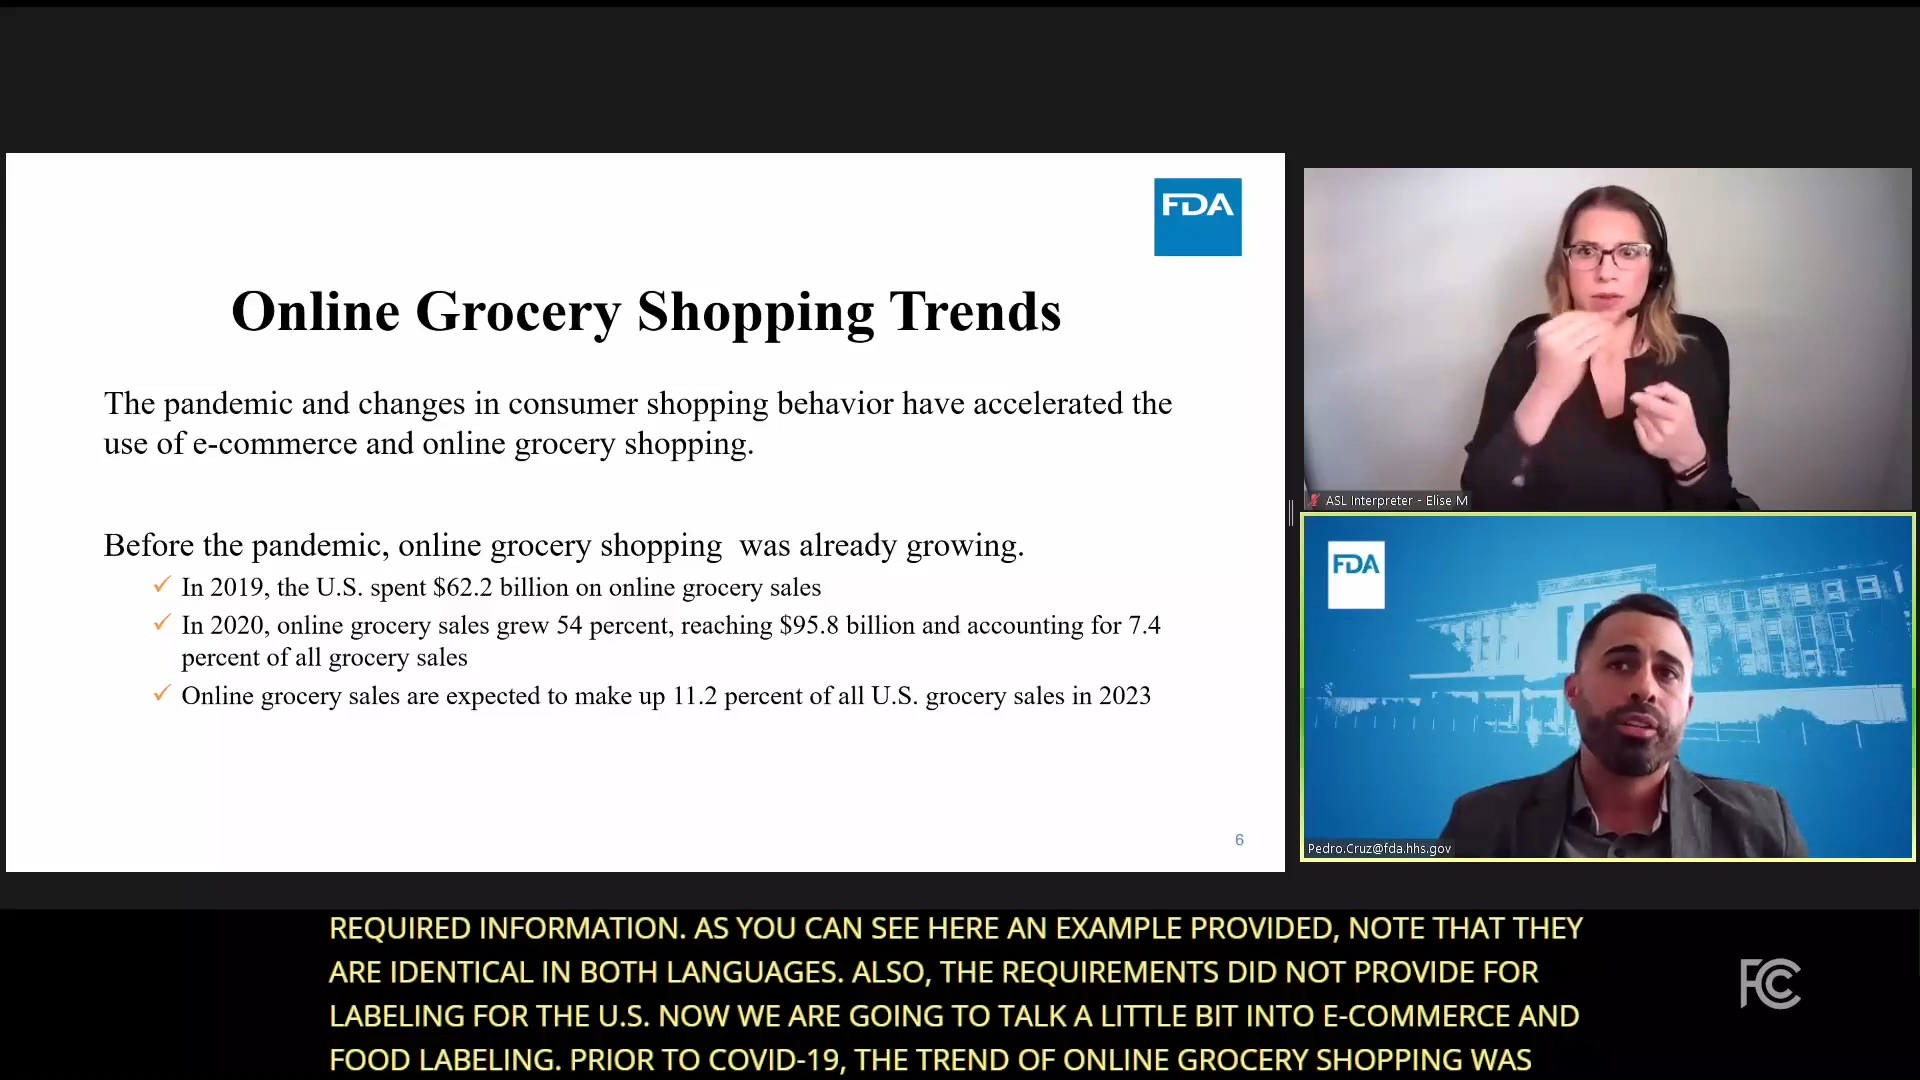 FDA
Online Grocery Shopping Trends
The pandemic and changes in consumer shopping behavior have accelerated the
use of e-commerce and online grocery shopping.
Before the pandemic, online grocery shopping  was already growing.
✓ In 2019, the U.S. spent $62.2 billion on online grocery sales
✓ In 2020, online grocery sales grew 54 percent, reaching $95.8 billion and accounting for 7.4
percent of all grocery sales
✓ Online grocery sales are expected to make up 11.2 percent of all U.S. grocery sales in 2023
6
ASL Interpreter - Elise M
FDA
Pedro.Cruz@fda.hhs.gov
REQUIRED INFORMATION. AS YOU CAN SEE HERE AN EXAMPLE PROVIDED, NOTE THAT THEY
ARE IDENTICAL IN BOTH LANGUAGES. ALSO, THE REQUIREMENTS DID NOT PROVIDE FOR
LABELING FOR THE U.S. NOW WE ARE GOING TO TALK A LITTLE BIT INTO E-COMMERCE AND
FOOD LABELING. PRIOR TO COVID-19, THE TREND OF ONLINE GROCERY SHOPPING WAS
FCC